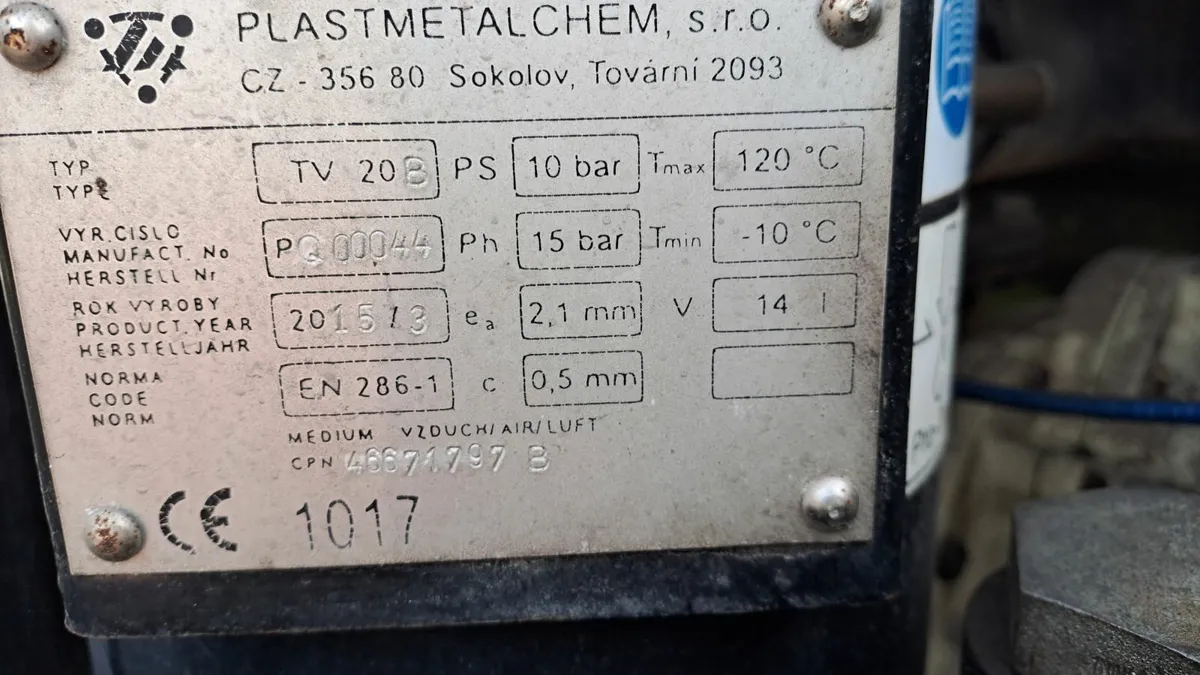 PLASTMETALCHEM, s.r.o.
CZ - 356 80 Sokolov, Tovární 2093
TYP
TYPE
TV 20B PS 10 bar Tmax 120 °C
VYR.CISLO
MANUFACT. No
HERSTELL Nr
PQ 00044 Ph 15 bar Tmin -10 °C
ROK VYROBY
PRODUCT.YEAR
HERSTELLJAHR
2015/3 ea 2,1 mm V 14 l
NORMA
CODE
NORM
EN 286-1 c 0,5 mm
MEDIUM VZDUCH/AIR/LUFT
CPN 46671797 B
CE 1017